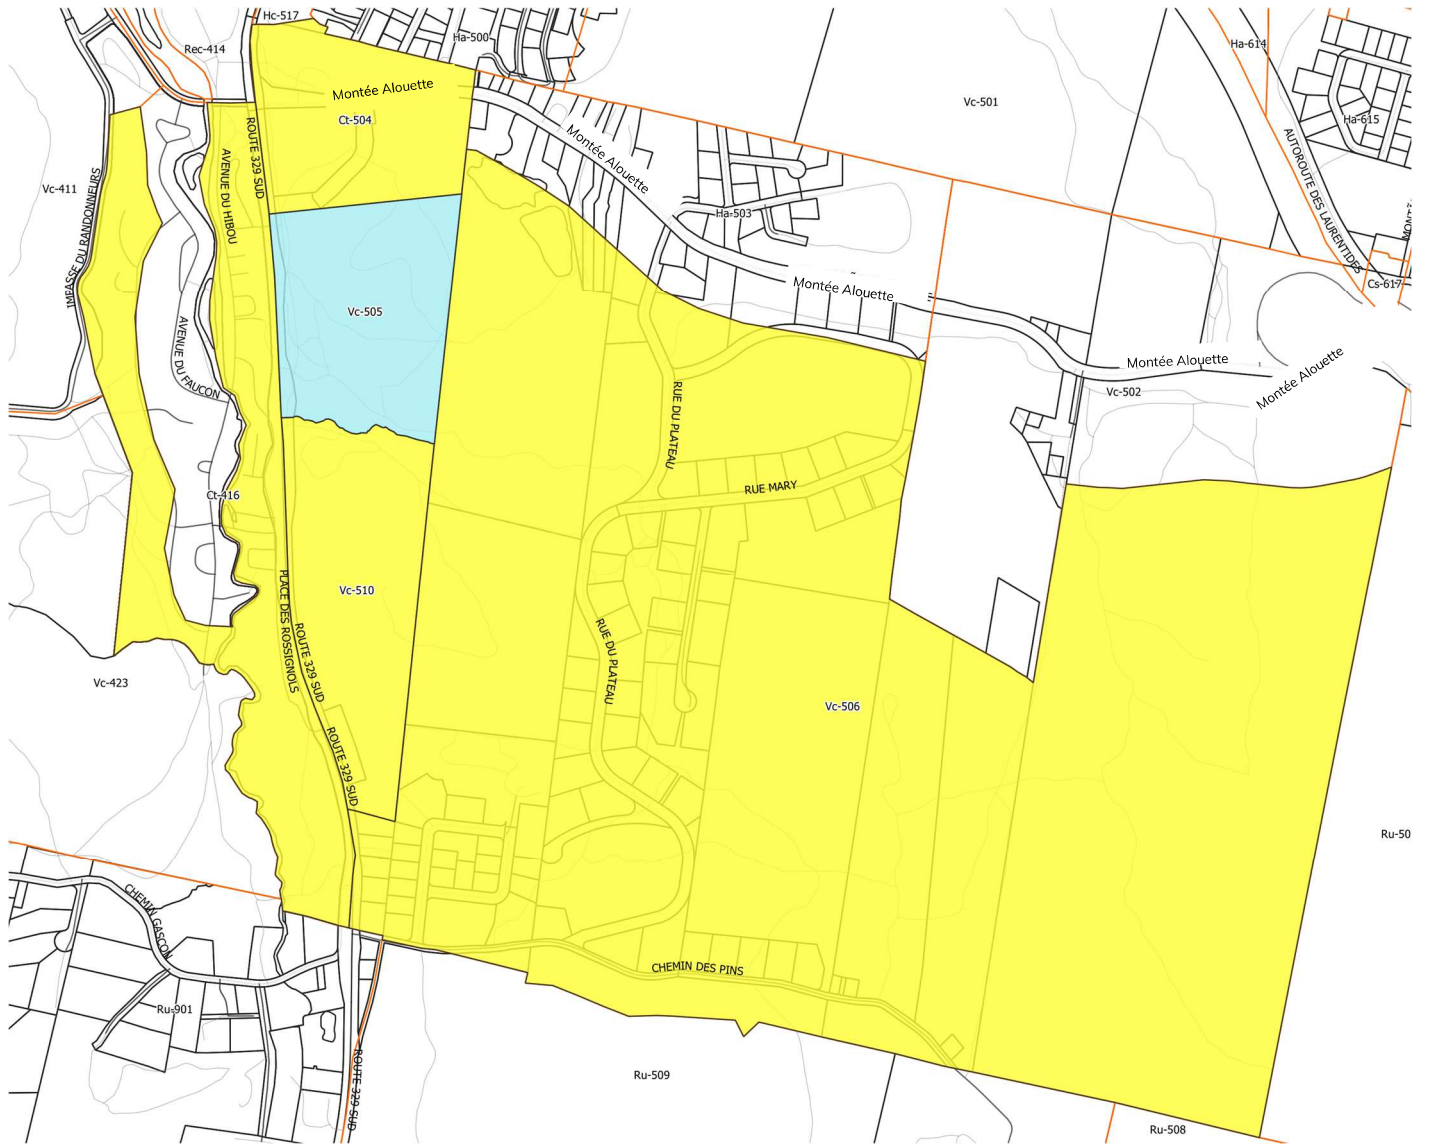 Hc-517
Ha-500
Rec-414
Ha-614
Vc-501
Montée Alouette
Ct-504
Ha-615
ROUTE 329 SUD
Montée Alouette
AUTOROUTE DES LAURENTIDES
AVENUE DU HIBOU
Vc-411
IMPASSE DU RANDONNEURS
Ha-503
Montée Alouette
Cs-617
Vc-505
AVENUE DU FAUCON
Montée Alouette
Montée Alouette
Vc-502
RUE DU PLATEAU
RUE MARY
Ct-416
Vc-510
PLACE DES ROSSIGNOLS
ROUTE 329 SUD
RUE DU PLATEAU
Vc-423
Vc-506
ROUTE 329 SUD
Ru-50
CHEMIN GASCON
CHEMIN DES PINS
Ru-901
ROUTE 329 SUD
Ru-509
Ru-508